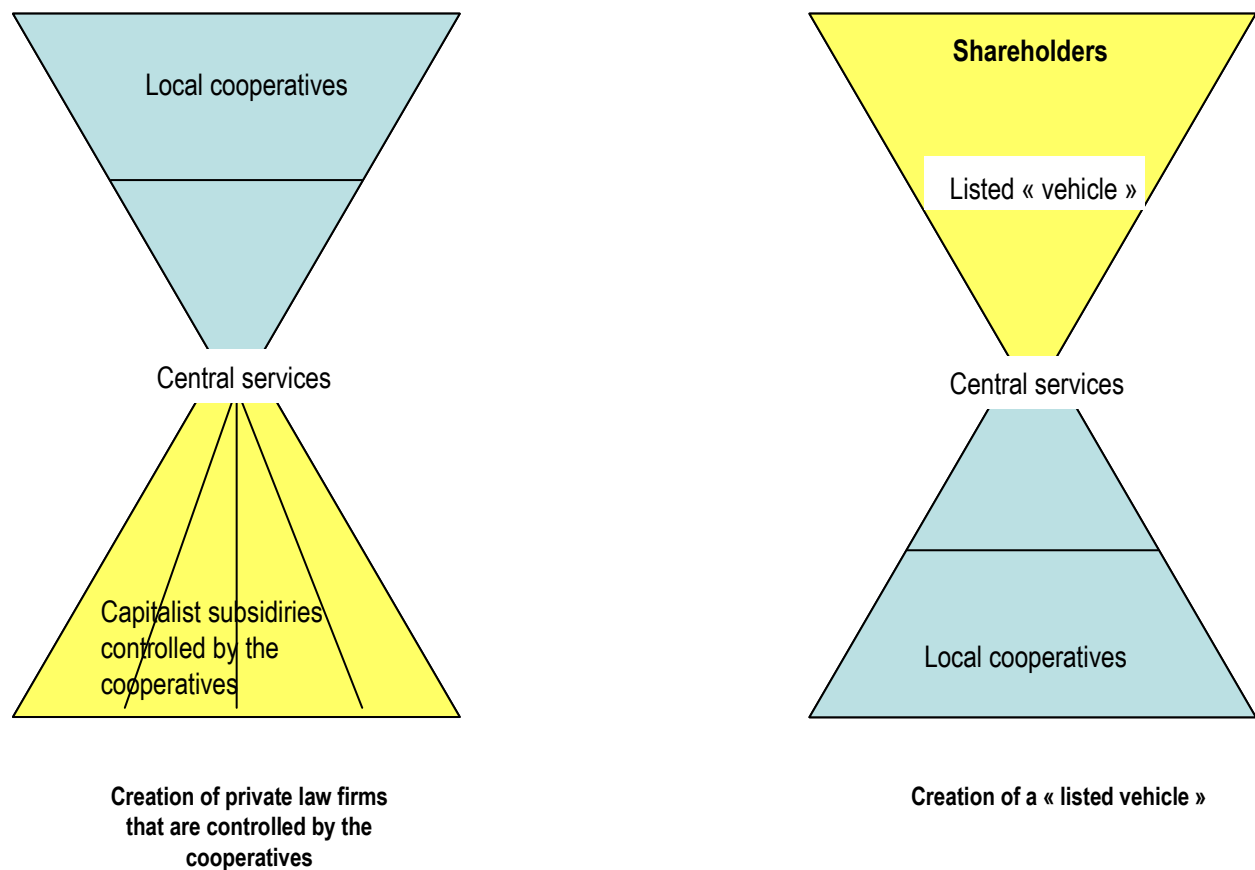 Local cooperatives
Central services
Capitalist subsidiries
controlled by the
cooperatives
Creation of private law firms
that are controlled by the
cooperatives
Shareholders
Listed « vehicle »
Central services
Local cooperatives
Creation of a « listed vehicle »